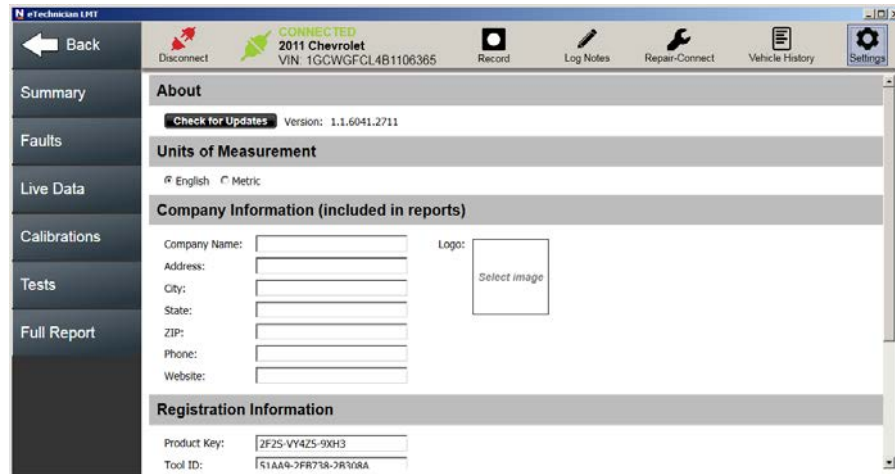 eTechnician LMT
Back
Disconnect
CONNECTED
2011 Chevrolet
VIN: 1GCWGFCL4B1106365
Record
Log Notes
Repair-Connect
Vehicle History
Settings
Summary
Faults
Live Data
Calibrations
Tests
Full Report
About
Check for Updates Version: 1.1.6041.2711
Units of Measurement
English Metric
Company Information (included in reports)
Company Name:
Logo:
Select image
Address:
City:
State:
ZIP:
Phone:
Website:
Registration Information
Product Key: 2F2S-VY4Z5-9XH3
Tool ID: 51AA9-2FB738-2B308A